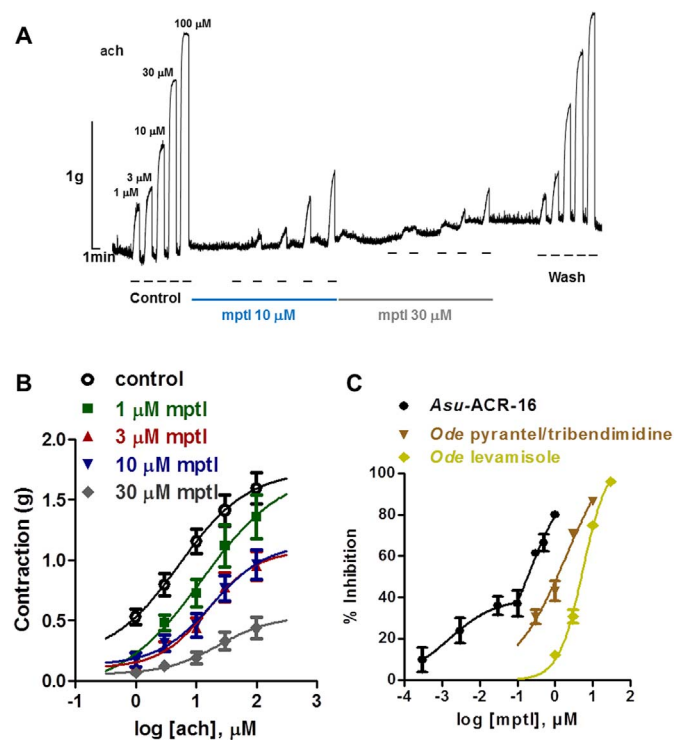 A
ach
100 µM
30 µM
10 µM
3 µM
1 µM
1g
1min
Control
mptl 10 µM
mptl 30 µM
Wash
B
control
1 µM mptl
3 µM mptl
10 µM mptl
30 µM mptl
Contraction (g)
2.0
1.5
1.0
0.5
0.0
-1 0 1 2 3
log [ach], µM
C
Asu-ACR-16
Ode pyrantel/tribendimidine
Ode levamisole
% Inhibition
100
80
60
40
20
0
-4 -3 -2 -1 0 1 2
log [mptl], µM